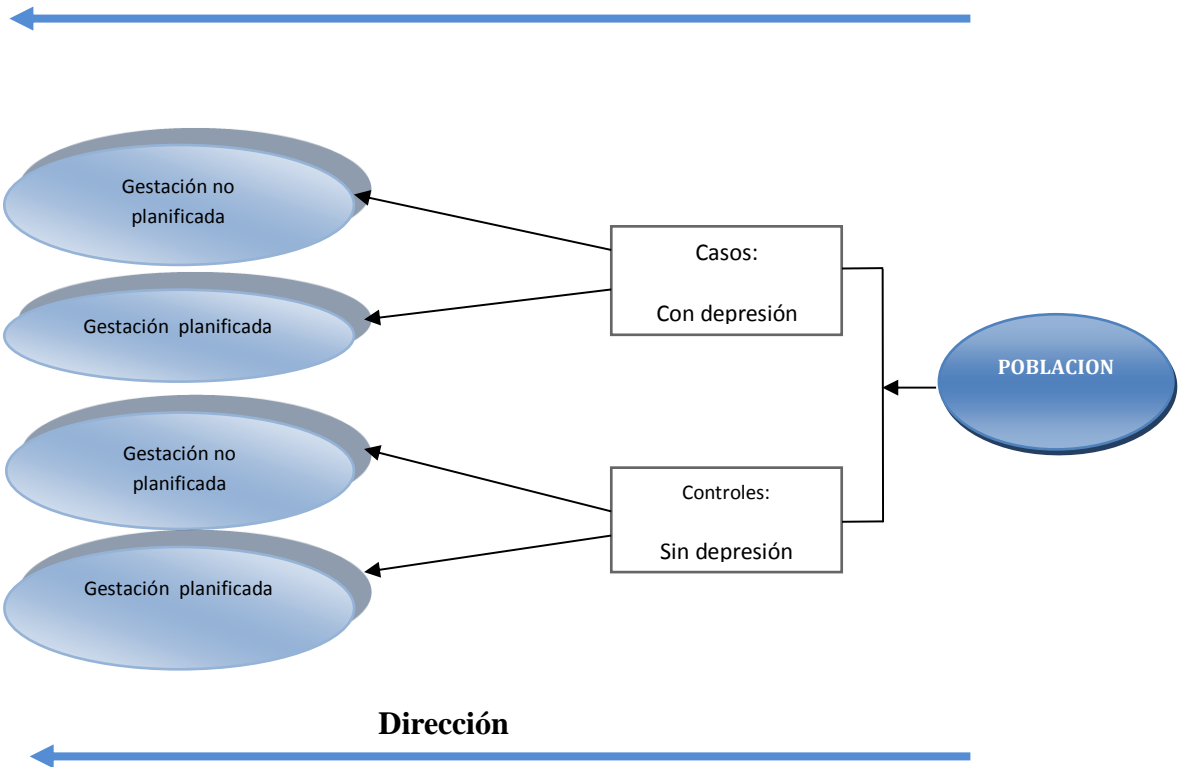 Gestación no
planificada
Gestación planificada
Gestación no
planificada
Gestación planificada
Casos:
Con depresión
Controles:
Sin depresión
POBLACION
Dirección